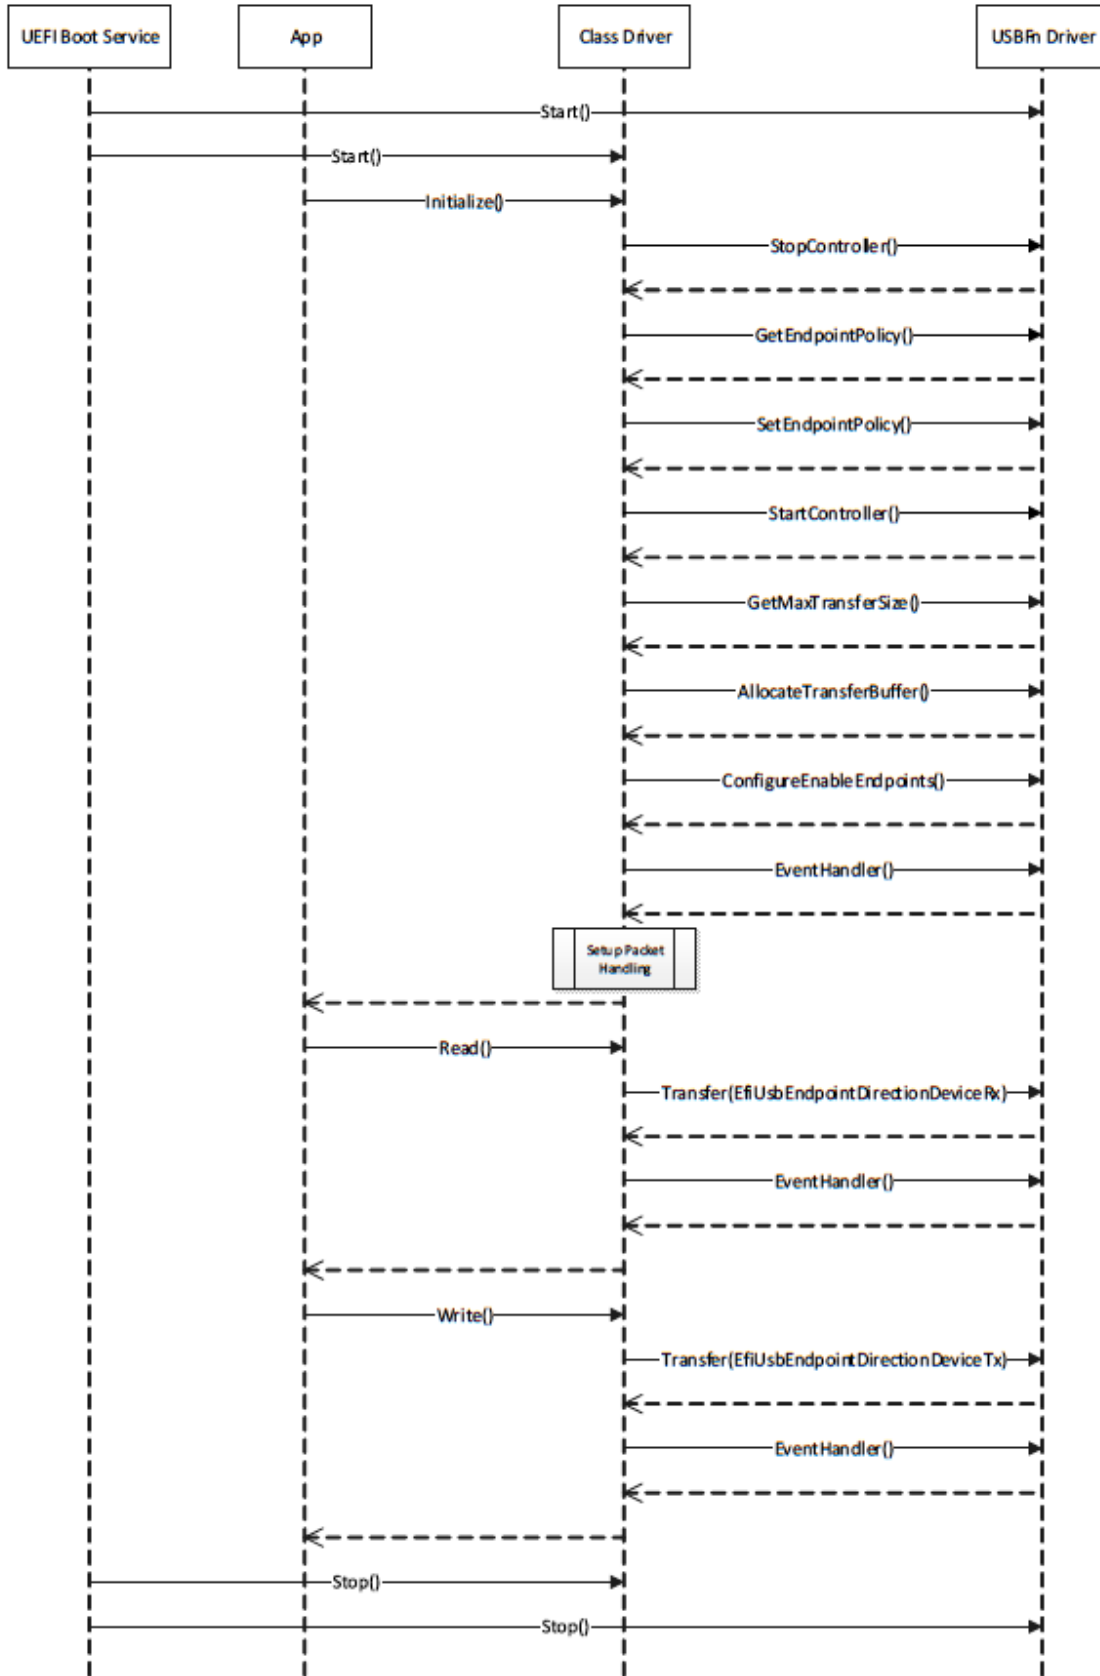 UEFI Boot Service
App
Class Driver
USBFn Driver
Start()
Start()
Initialize()
StopController()
GetEndpointPolicy()
SetEndpointPolicy()
StartController()
GetMaxTransferSize()
AllocateTransferBuffer()
ConfigureEnableEndpoints()
EventHandler()
Setup Packet
Handling
Read()
Transfer(EfiUsbEndpointDirectionDeviceRx)
EventHandler()
Write()
Transfer(EfiUsbEndpointDirectionDeviceTx)
EventHandler()
Stop()
Stop()